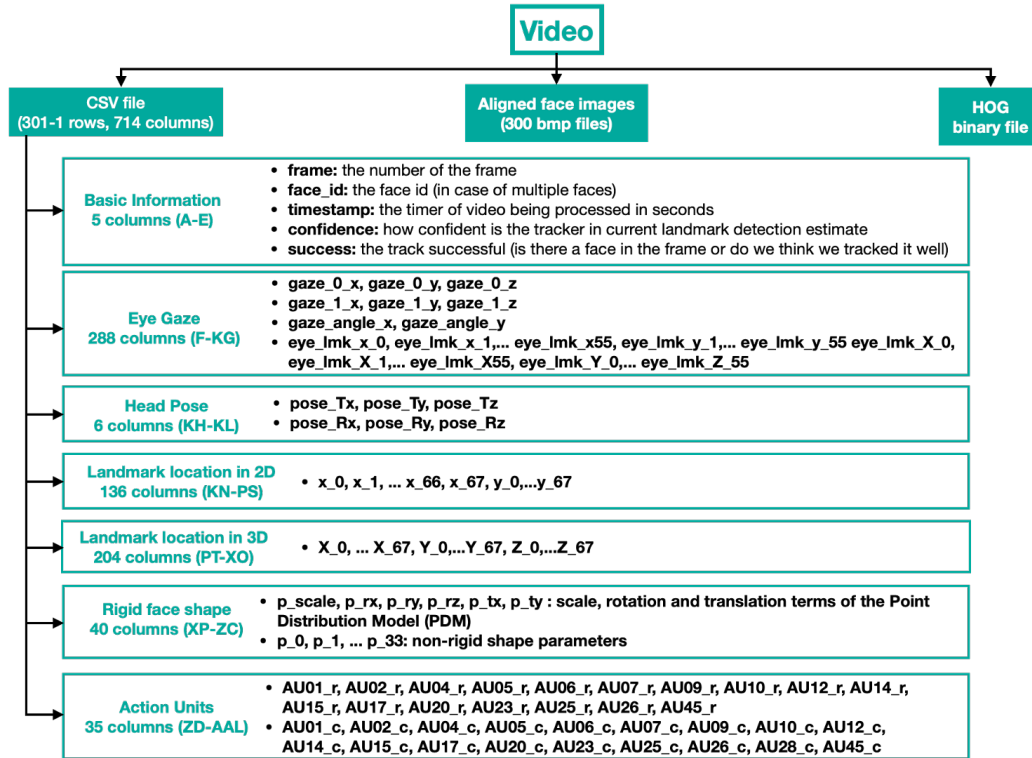 Video
CSV file
(301-1 rows, 714 columns)
Aligned face images
(300 bmp files)
HOG
binary file
Basic Information
5 columns (A-E)
• frame: the number of the frame
• face_id: the face id (in case of multiple faces)
• timestamp: the timer of video being processed in seconds
• confidence: how confident is the tracker in current landmark detection estimate
• success: the track successful (is there a face in the frame or do we think we tracked it well)
Eye Gaze
288 columns (F-KG)
• gaze_0_x, gaze_0_y, gaze_0_z
• gaze_1_x, gaze_1_y, gaze_1_z
• gaze_angle_x, gaze_angle_y
• eye_lmk_x_0, eye_lmk_x_1,... eye_lmk_x55, eye_lmk_y_1,... eye_lmk_y_55 eye_lmk_X_0,
eye_lmk_X_1,... eye_lmk_X55, eye_lmk_Y_0,... eye_lmk_Z_55
Head Pose
6 columns (KH-KL)
• pose_Tx, pose_Ty, pose_Tz
• pose_Rx, pose_Ry, pose_Rz
Landmark location in 2D
136 columns (KN-PS)
• x_0, x_1, ... x_66, x_67, y_0,...y_67
Landmark location in 3D
204 columns (PT-XO)
• X_0, ... X_67, Y_0,...Y_67, Z_0,...Z_67
Rigid face shape
40 columns (XP-ZC)
• p_scale, p_rx, p_ry, p_rz, p_tx, p_ty : scale, rotation and translation terms of the Point
Distribution Model (PDM)
• p_0, p_1, ... p_33: non-rigid shape parameters
Action Units
35 columns (ZD-AAL)
• AU01_r, AU02_r, AU04_r, AU05_r, AU06_r, AU07_r, AU09_r, AU10_r, AU12_r, AU14_r,
AU15_r, AU17_r, AU20_r, AU23_r, AU25_r, AU26_r, AU45_r
• AU01_c, AU02_c, AU04_c, AU05_c, AU06_c, AU07_c, AU09_c, AU10_c, AU12_c,
AU14_c, AU15_c, AU17_c, AU20_c, AU23_c, AU25_c, AU26_c, AU28_c, AU45_c